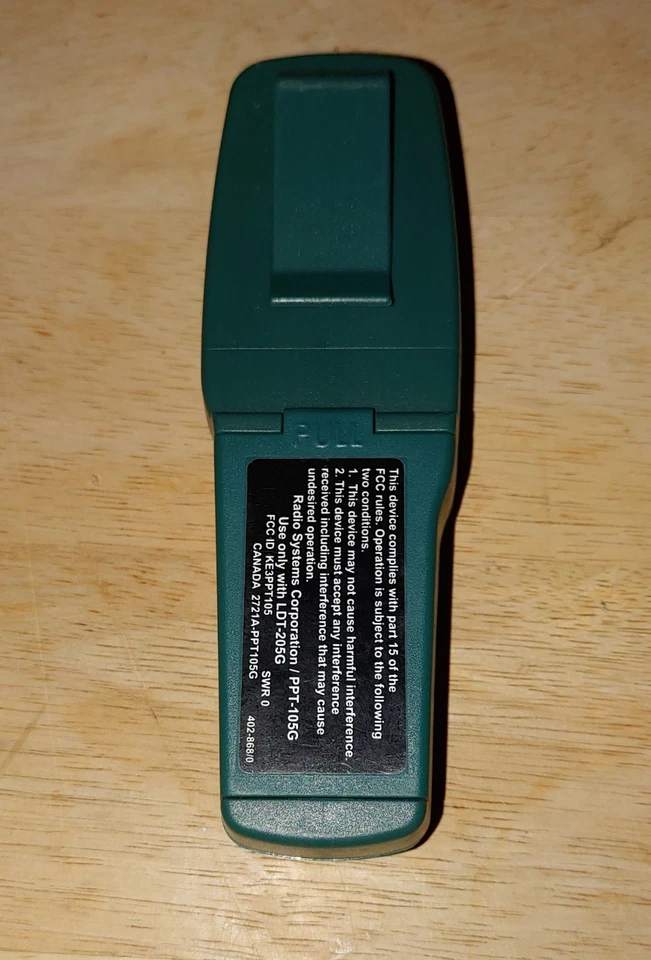 PULL
This device complies with part 15 of the
FCC rules. Operation is subject to the following
two conditions.
1. This device may not cause harmful interference.
2. This device must accept any interference
received including interference that may cause
undesired operation.
Radio Systems Corporation / PPT-105G
Use only with LDT-205G
FCC ID KE3PPT105 SWR 0
CANADA 2721A-PPT105G 402-868/0